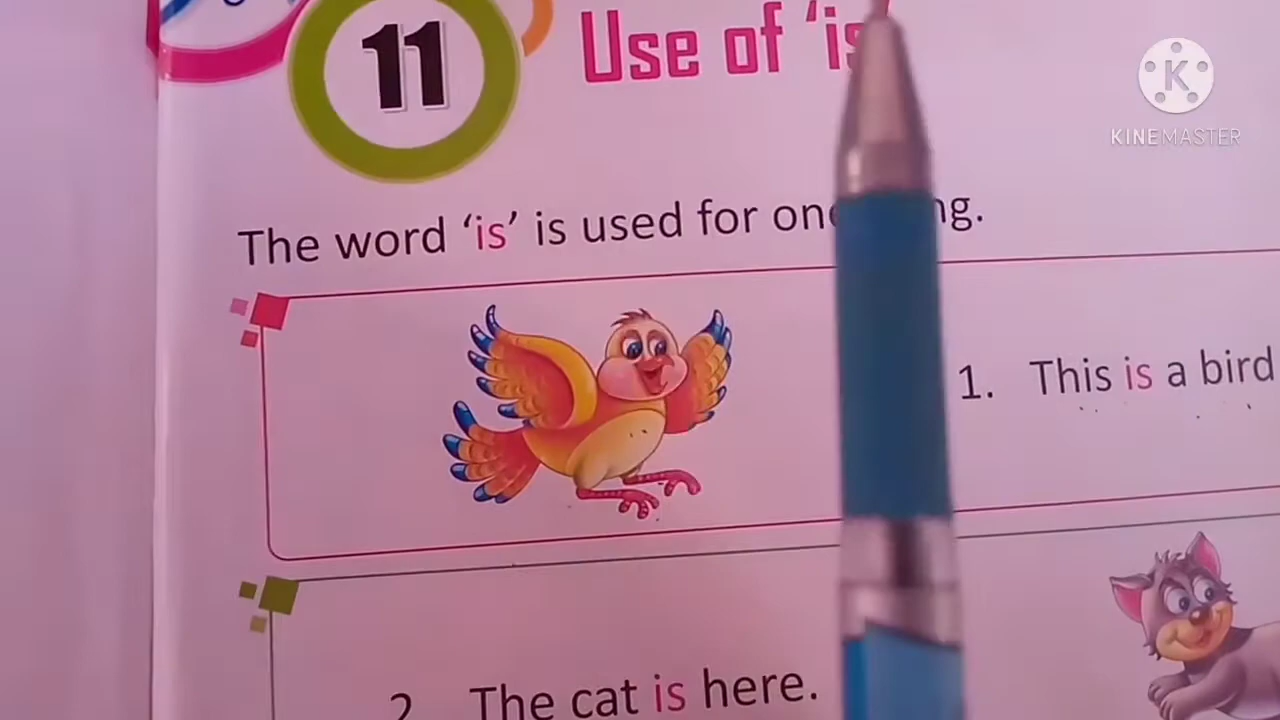 11
Use of 'is
KINEMASTER
The word 'is' is used for
1. This is a bird
2. The cat is here.